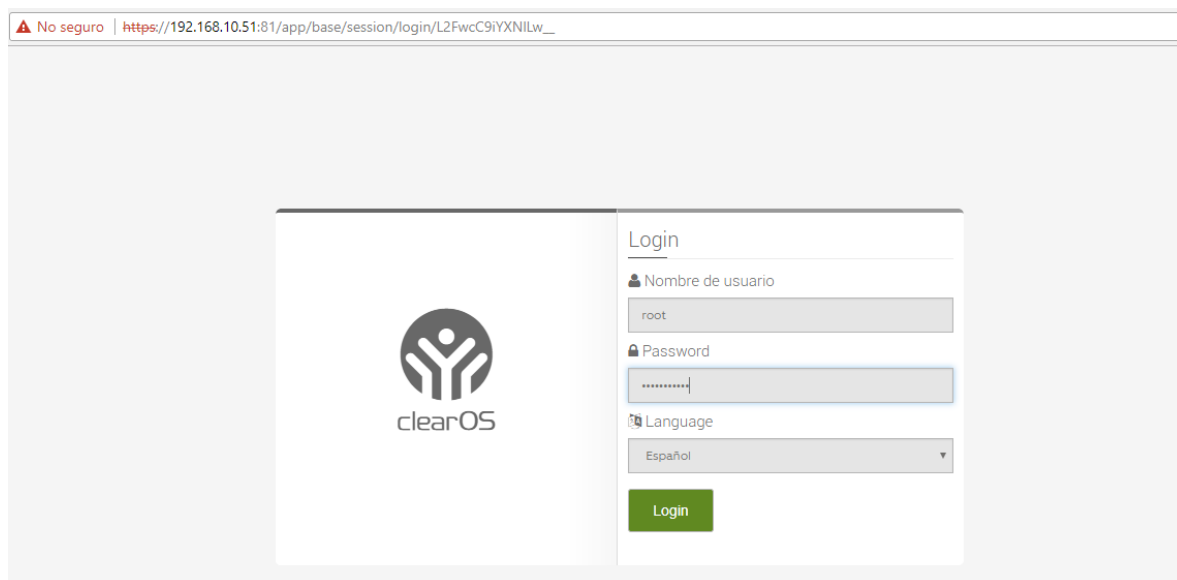 No seguro | https://192.168.10.51:81/app/base/session/login/L2FwcC9iYXNlLw__
Login
Nombre de usuario
root
Password
•••••••••••
Language
Español
Login
clearOS